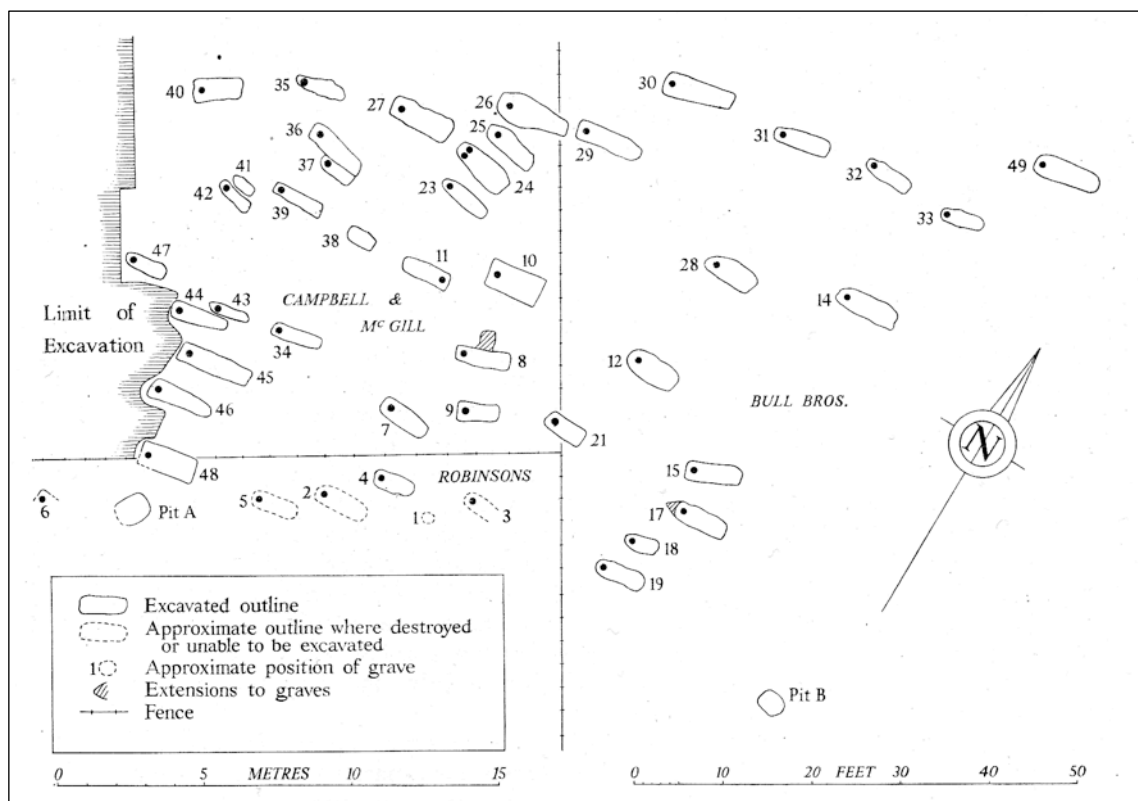 40
35
27
26
30
36
25
31
37
29
32
49
41
42
23
24
33
39
38
47
11
10
28
44
43
CAMPBELL &
Mc GILL
14
Limit of
Excavation
34
8
12
45
BULL BROS.
46
7
9
21
N
48
ROBINSONS
15
4
5
2
6
Pit A
1
3
17
18
19
Excavated outline
Approximate outline where destroyed
or unable to be excavated
1 Approximate position of grave
Extensions to graves
Fence
Pit B
0 5 METRES 10 15
0 10 20 FEET 30 40 50